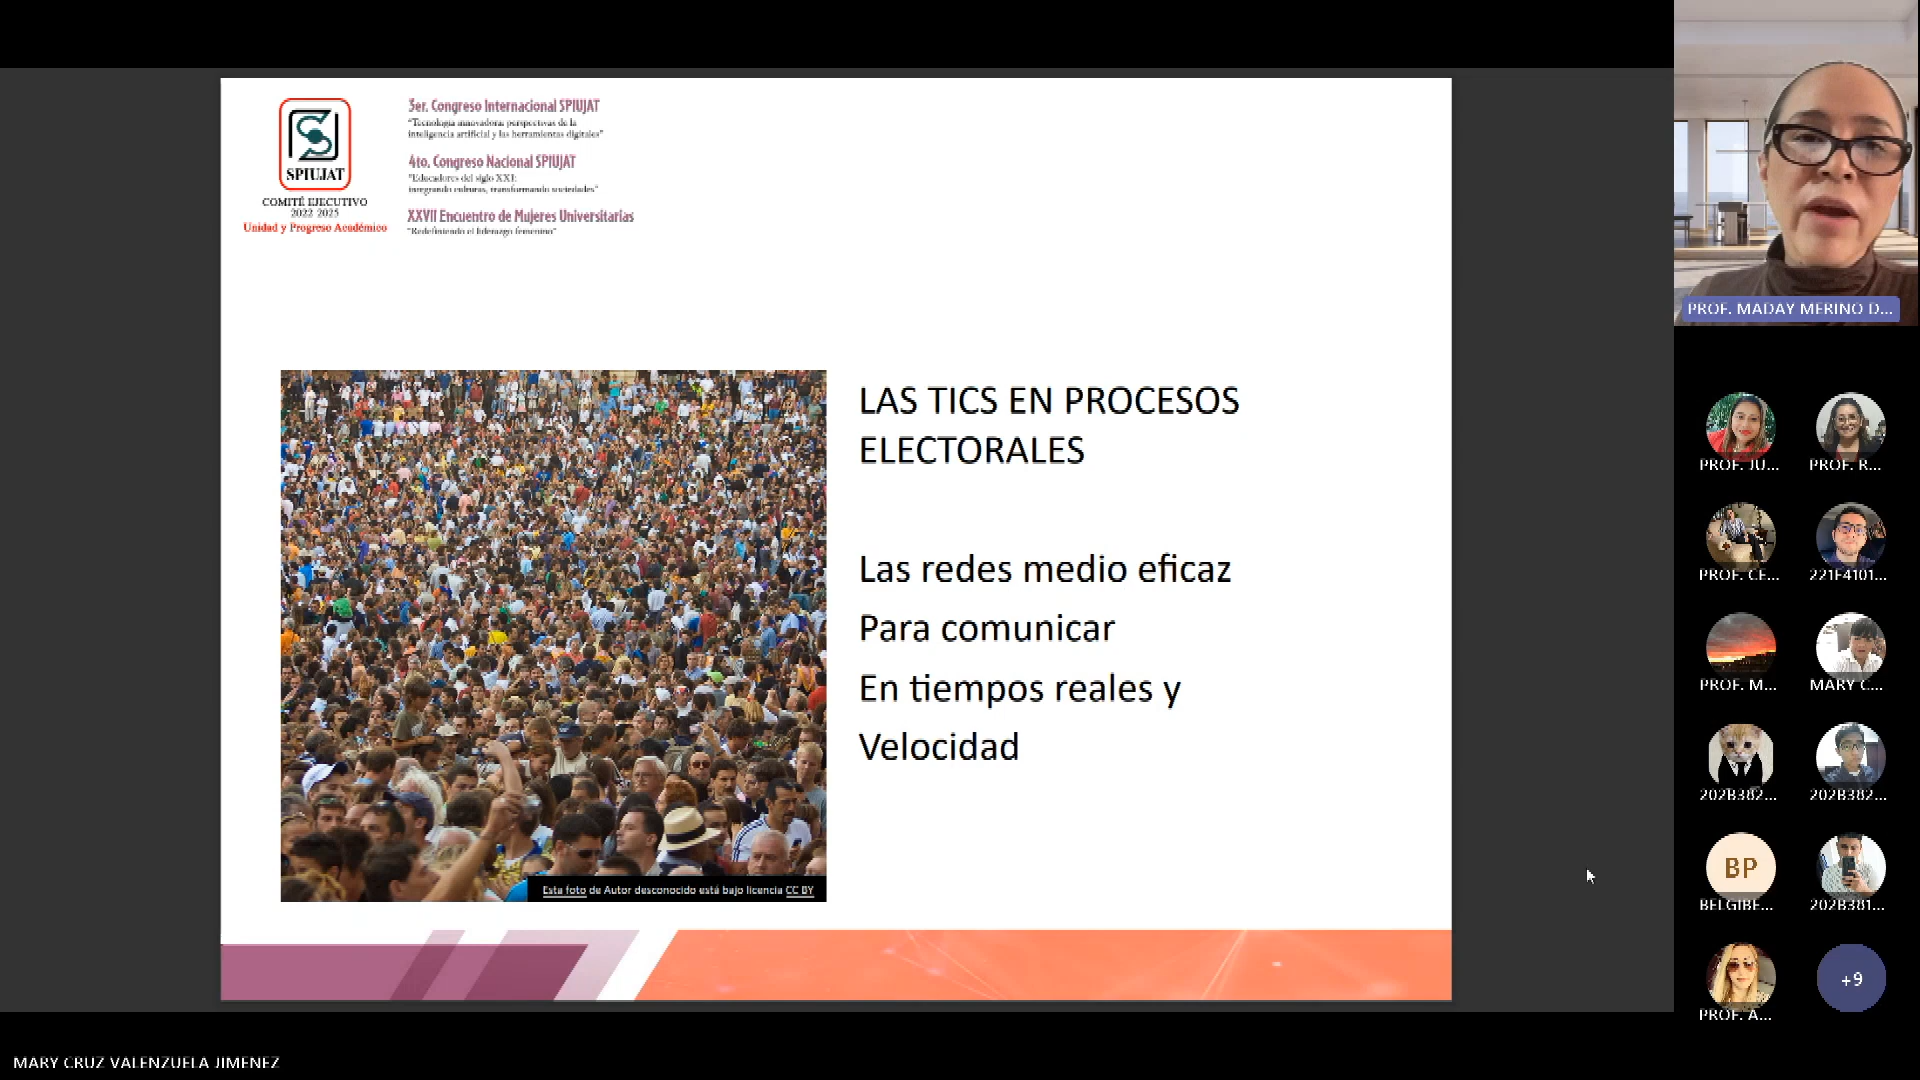 SPIUJAT
COMITÉ EJECUTIVO
2022-2025
Unidad y Progreso Académico
3er. Congreso Internacional SPIUJAT
"Tecnología innovadora: perspectivas de la
inteligencia artificial y las herramientas digitales"
4to. Congreso Nacional SPIUJAT
"Educadores del siglo XXI:
integrando culturas, transformando sociedades"
XXVII Encuentro de Mujeres Universitarias
"Redefiniendo el liderazgo femenino"
LAS TICS EN PROCESOS
ELECTORALES
Las redes medio eficaz
Para comunicar
En tiempos reales y
Velocidad
Esta foto de Autor desconocido está bajo licencia CC BY
PROF. MADAY MERINO D...
PROF. JU...
PROF. R...
PROF. CE...
221F4101...
PROF. M...
MARY C...
202B382...
202B382...
BP
BELGIBE...
202B381...
PROF. A...
+9
MARY CRUZ VALENZUELA JIMENEZ